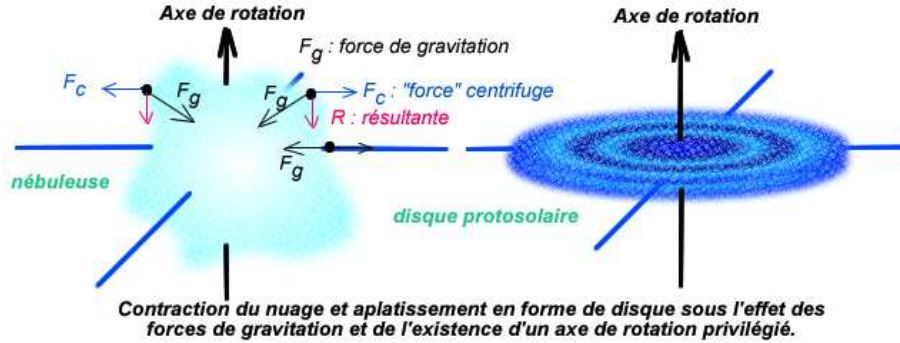 Axe de rotation
Axe de rotation
Fg : force de gravitation
Fc
Fg
Fg
Fc : "force" centrifuge
R : résultante
Fg
nébuleuse
disque protosolaire
Contraction du nuage et aplatissement en forme de disque sous l'effet des
forces de gravitation et de l'existence d'un axe de rotation privilégié.